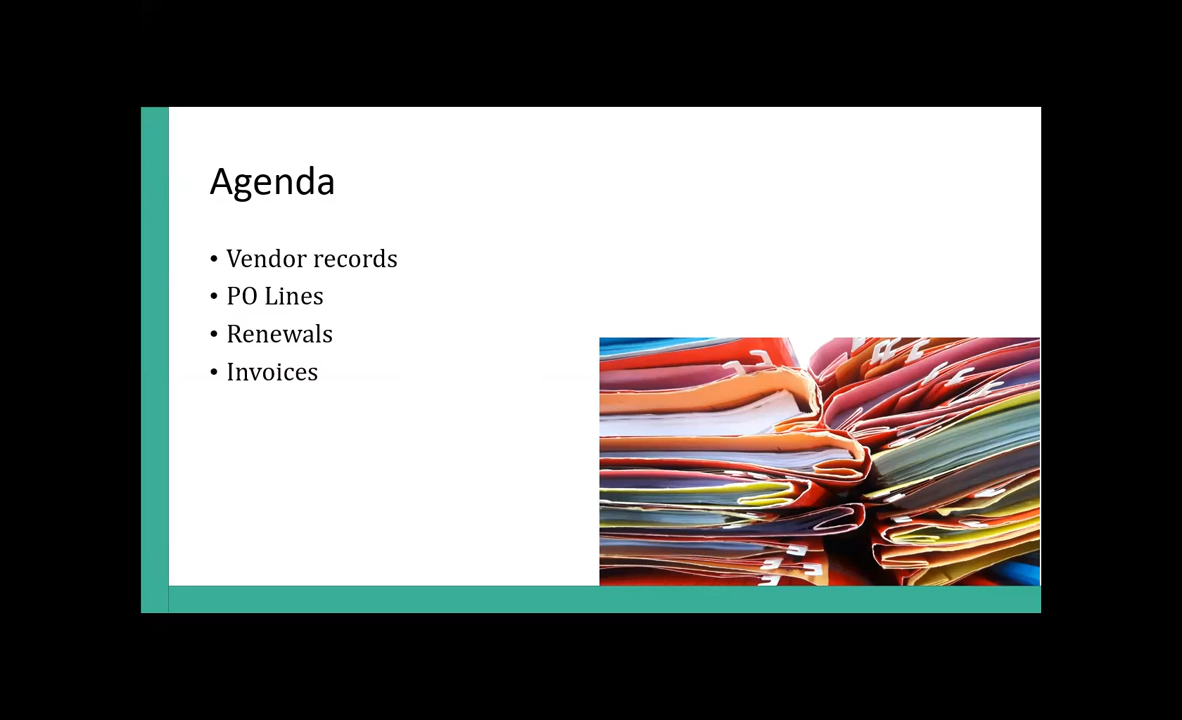 Agenda
• Vendor records
• PO Lines
• Renewals
• Invoices